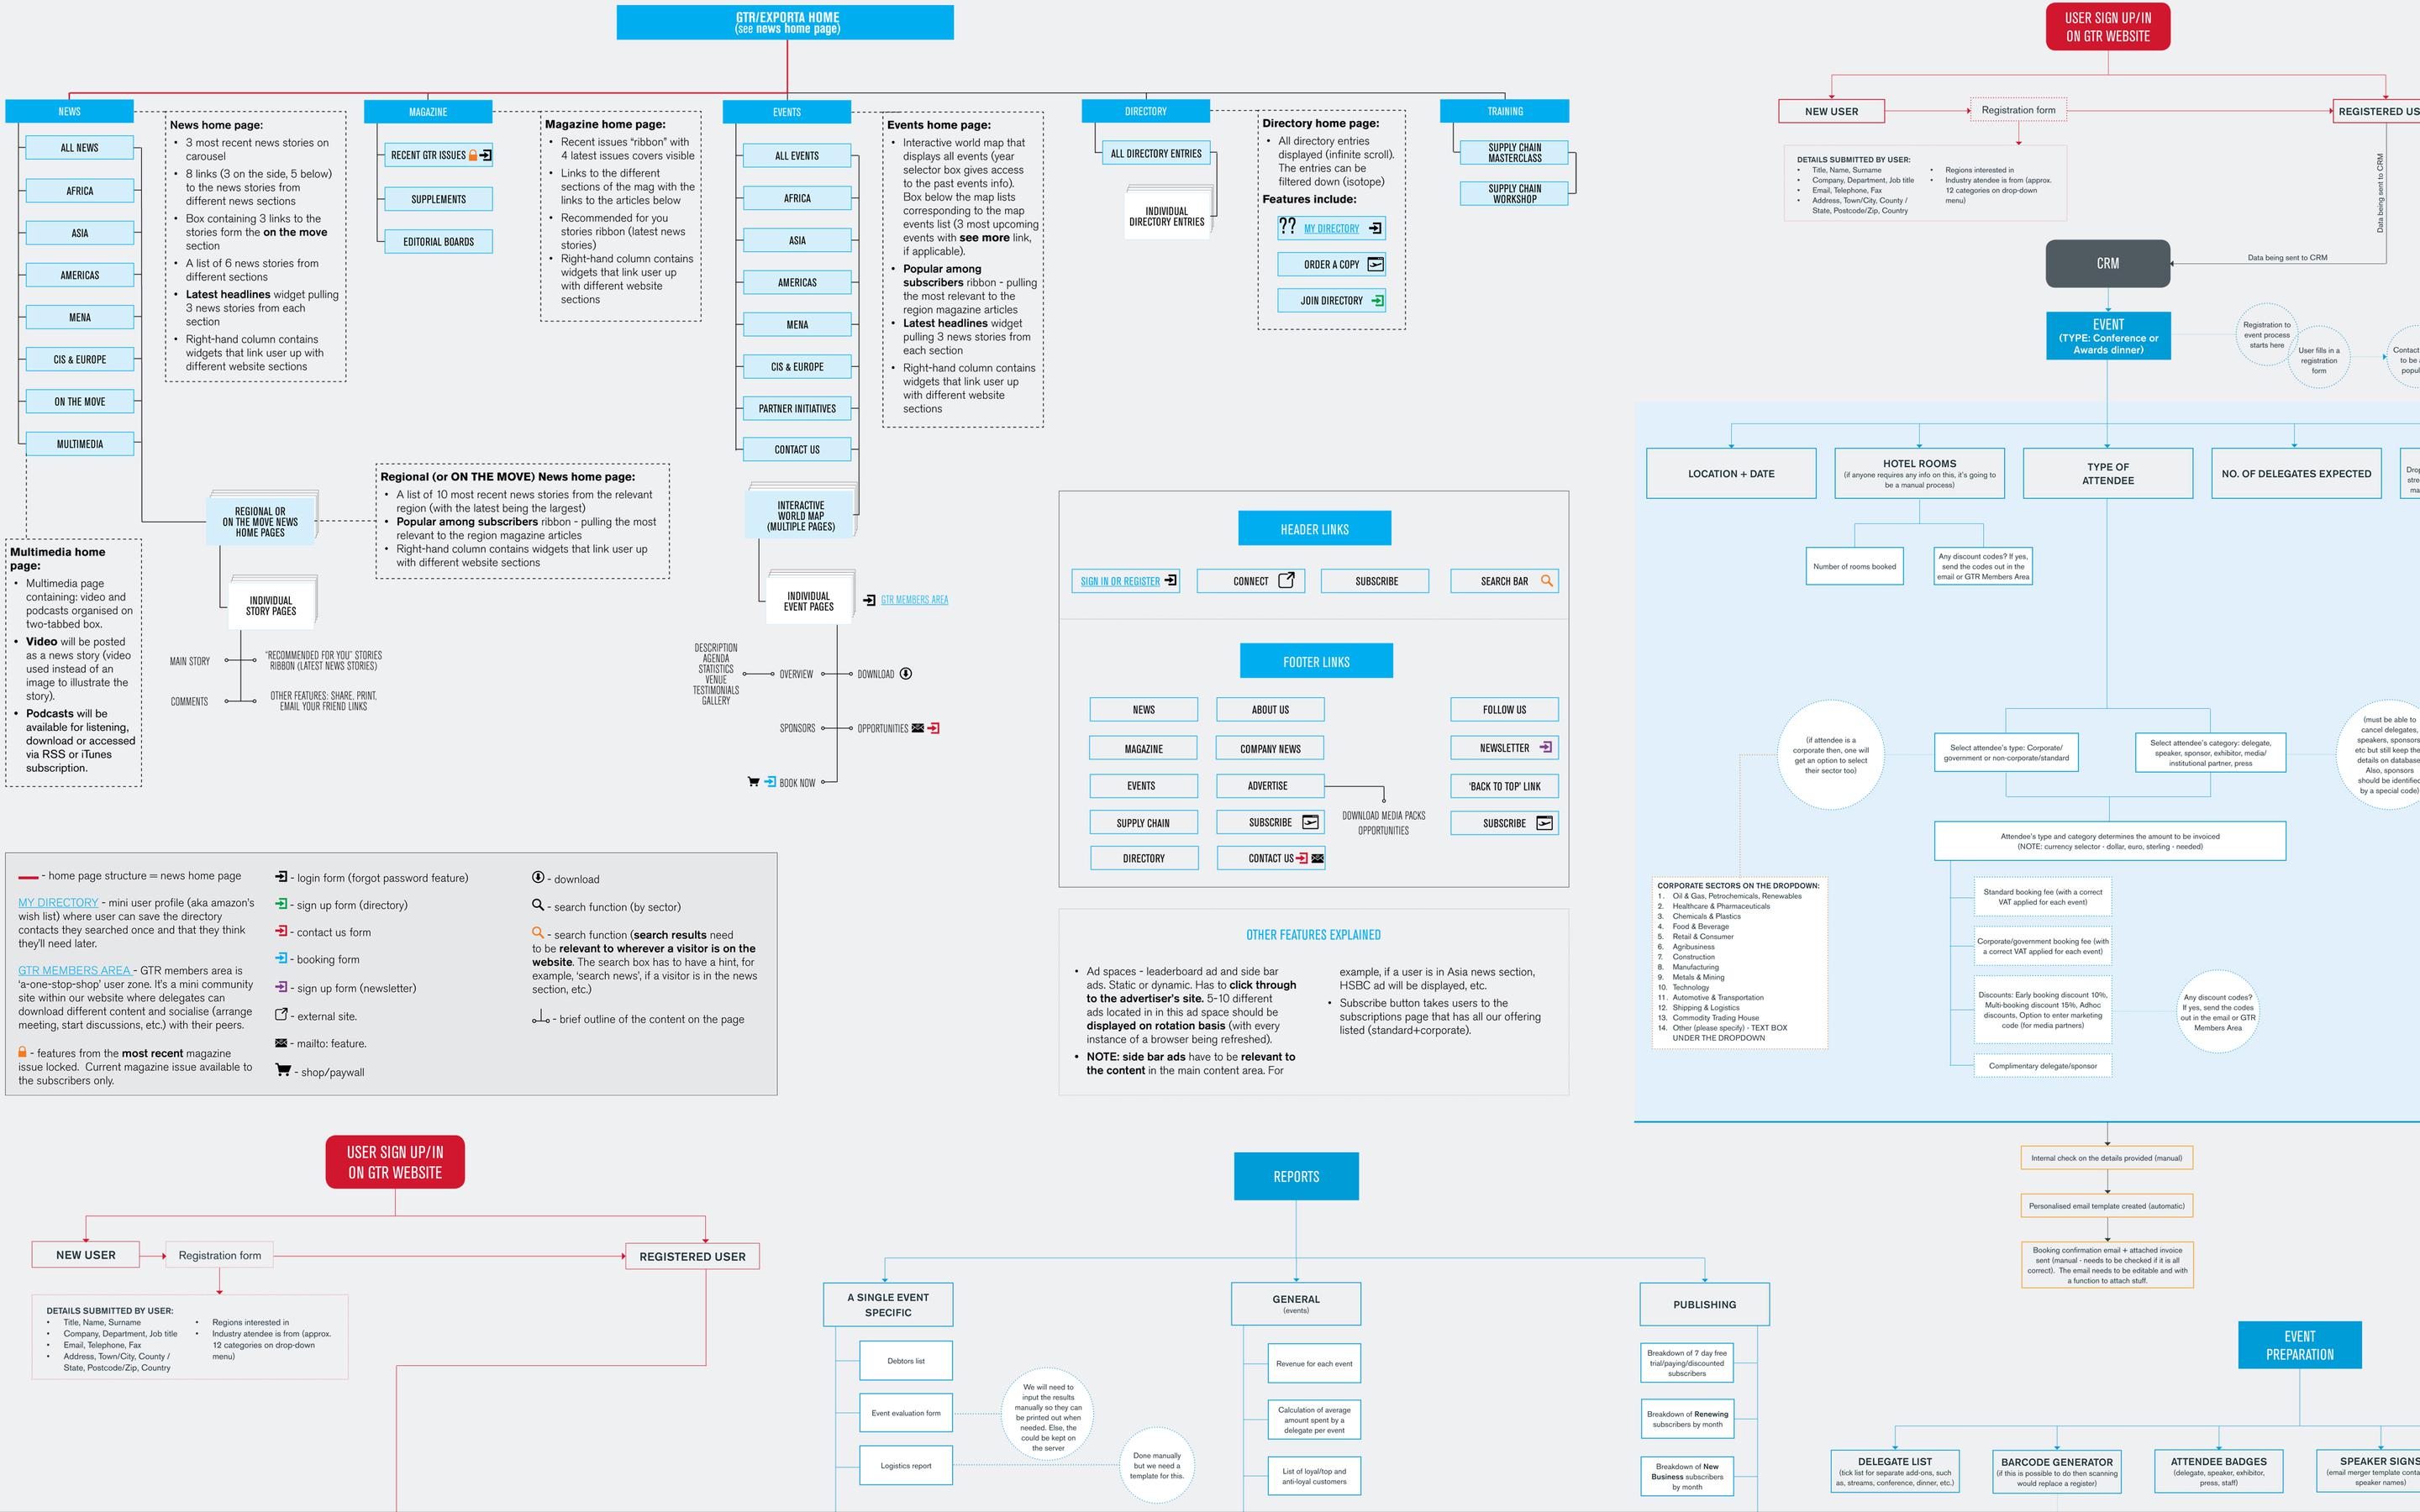 GTR/EXPORTA HOME
(see news home page)
NEWS
ALL NEWS
AFRICA
ASIA
AMERICAS
MENA
CIS & EUROPE
ON THE MOVE
MULTIMEDIA
News home page:
• 3 most recent news stories on
carousel
• 8 links (3 on the side, 5 below)
to the news stories from
different news sections
• Box containing 3 links to the
stories form the on the move
section
• A list of 6 news stories from
different sections
• Latest headlines widget pulling
3 news stories from each
section
• Right-hand column contains
widgets that link user up with
different website sections
MAGAZINE
RECENT GTR ISSUES
SUPPLEMENTS
EDITORIAL BOARDS
Magazine home page:
• Recent issues “ribbon” with
4 latest issues covers visible
• Links to the different
sections of the mag with the
links to the articles below
• Recommended for you
stories ribbon (latest news
stories)
• Right-hand column contains
widgets that link user up
with different website
sections
EVENTS
ALL EVENTS
AFRICA
ASIA
AMERICAS
MENA
CIS & EUROPE
PARTNER INITIATIVES
CONTACT US
Events home page:
• Interactive world map that
displays all events (year
selector box gives access
to the past events info).
Box below the map lists
corresponding to the map
events list (3 most upcoming
events with see more link,
if applicable).
• Popular among
subscribers ribbon - pulling
the most relevant to the
region magazine articles
• Latest headlines widget
pulling 3 news stories from
each section
• Right-hand column contains
widgets that link user up
with different website
sections
DIRECTORY
ALL DIRECTORY ENTRIES
INDIVIDUAL
DIRECTORY ENTRIES
Directory home page:
• All directory entries
displayed (infinite scroll).
The entries can be
filtered down (isotope)
Features include:
?? MY DIRECTORY
ORDER A COPY
JOIN DIRECTORY
TRAINING
SUPPLY CHAIN
MASTERCLASS
SUPPLY CHAIN
WORKSHOP
Multimedia home
page:
• Multimedia page
containing: video and
podcasts organised on
two-tabbed box.
• Video will be posted
as a news story (video
used instead of an
image to illustrate the
story).
• Podcasts will be
available for listening,
download or accessed
via RSS or iTunes
subscription.
REGIONAL OR
ON THE MOVE NEWS
HOME PAGES
INDIVIDUAL
STORY PAGES
MAIN STORY
“RECOMMENDED FOR YOU” STORIES
RIBBON (LATEST NEWS STORIES)
COMMENTS
OTHER FEATURES: SHARE, PRINT,
EMAIL YOUR FRIEND LINKS
Regional (or ON THE MOVE) News home page:
• A list of 10 most recent news stories from the relevant
region (with the latest being the largest)
• Popular among subscribers ribbon - pulling the most
relevant to the region magazine articles
• Right-hand column contains widgets that link user up
with different website sections
INTERACTIVE
WORLD MAP
(MULTIPLE PAGES)
INDIVIDUAL
EVENT PAGES
GTR MEMBERS AREA
DESCRIPTION
AGENDA
STATISTICS
VENUE
TESTIMONIALS
GALLERY
OVERVIEW
DOWNLOAD
SPONSORS
OPPORTUNITIES
BOOK NOW
HEADER LINKS
SIGN IN OR REGISTER
CONNECT
SUBSCRIBE
SEARCH BAR
FOOTER LINKS
NEWS
ABOUT US
FOLLOW US
MAGAZINE
COMPANY NEWS
NEWSLETTER
EVENTS
ADVERTISE
‘BACK TO TOP’ LINK
DOWNLOAD MEDIA PACKS
OPPORTUNITIES
SUPPLY CHAIN
SUBSCRIBE
SUBSCRIBE
DIRECTORY
CONTACT US
- home page structure = news home page
MY DIRECTORY - mini user profile (aka amazon’s
wish list) where user can save the directory
contacts they searched once and that they think
they’ll need later.
GTR MEMBERS AREA - GTR members area is
‘a-one-stop-shop’ user zone. It’s a mini community
site within our website where delegates can
download different content and socialise (arrange
meeting, start discussions, etc.) with their peers.
- features from the most recent magazine
issue locked. Current magazine issue available to
the subscribers only.
- login form (forgot password feature)
- sign up form (directory)
- contact us form
- booking form
- sign up form (newsletter)
- external site.
- mailto: feature.
- shop/paywall
- download
- search function (by sector)
- search function (search results need
to be relevant to wherever a visitor is on the
website. The search box has to have a hint, for
example, ‘search news’, if a visitor is in the news
section, etc.)
- brief outline of the content on the page
OTHER FEATURES EXPLAINED
• Ad spaces - leaderboard ad and side bar
ads. Static or dynamic. Has to click through
to the advertiser’s site. 5-10 different
ads located in in this ad space should be
displayed on rotation basis (with every
instance of a browser being refreshed).
• NOTE: side bar ads have to be relevant to
the content in the main content area. For
example, if a user is in Asia news section,
HSBC ad will be displayed, etc.
• Subscribe button takes users to the
subscriptions page that has all our offering
listed (standard+corporate).
USER SIGN UP/IN
ON GTR WEBSITE
NEW USER
Registration form
REGISTERED US
DETAILS SUBMITTED BY USER:
• Title, Name, Surname
• Company, Department, Job title
• Email, Telephone, Fax
• Address, Town/City, County /
State, Postcode/Zip, Country
• Regions interested in
• Industry atendee is from (approx.
12 categories on drop-down
menu)
Data being sent to CRM
Data being sent to CRM
CRM
EVENT
(TYPE: Conference or
Awards dinner)
Registration to
event process
starts here
User fills in a
registration
form
Contact
to be
popul
LOCATION + DATE
HOTEL ROOMS
(if anyone requires any info on this, it’s going to
be a manual process)
TYPE OF
ATTENDEE
NO. OF DELEGATES EXPECTED
Drop
stre
ma
Number of rooms booked
Any discount codes? If yes,
send the codes out in the
email or GTR Members Area
(if attendee is a
corporate then, one will
get an option to select
their sector too)
Select attendee’s type: Corporate/
government or non-corporate/standard
Select attendee’s category: delegate,
speaker, sponsor, exhibitor, media/
institutional partner, press
(must be able to
cancel delegates,
speakers, sponsors
etc but still keep the
details on database
Also, sponsors
should be identified
by a special code)
Attendee’s type and category determines the amount to be invoiced
(NOTE: currency selector - dollar, euro, sterling - needed)
CORPORATE SECTORS ON THE DROPDOWN:
1. Oil & Gas, Petrochemicals, Renewables
2. Healthcare & Pharmaceuticals
3. Chemicals & Plastics
4. Food & Beverage
5. Retail & Consumer
6. Agribusiness
7. Construction
8. Manufacturing
9. Metals & Mining
10. Technology
11. Automotive & Transportation
12. Shipping & Logistics
13. Commodity Trading House
14. Other (please specify) - TEXT BOX
UNDER THE DROPDOWN
Standard booking fee (with a correct
VAT applied for each event)
Corporate/government booking fee (with
a correct VAT applied for each event)
Discounts: Early booking discount 10%,
Multi-booking discount 15%, Adhoc
discounts, Option to enter marketing
code (for media partners)
Any discount codes?
If yes, send the codes
out in the email or GTR
Members Area
Complimentary delegate/sponsor
Internal check on the details provided (manual)
Personalised email template created (automatic)
Booking confirmation email + attached invoice
sent (manual - needs to be checked if it is all
correct). The email needs to be editable and with
a function to attach stuff.
USER SIGN UP/IN
ON GTR WEBSITE
NEW USER
Registration form
REGISTERED USER
DETAILS SUBMITTED BY USER:
• Title, Name, Surname
• Company, Department, Job title
• Email, Telephone, Fax
• Address, Town/City, County /
State, Postcode/Zip, Country
• Regions interested in
• Industry atendee is from (approx.
12 categories on drop-down
menu)
REPORTS
A SINGLE EVENT
SPECIFIC
Debtors list
Event evaluation form
Logistics report
We will need to
input the results
manually so they can
be printed out when
needed. Else, the
could be kept on
the server
Done manually
but we need a
template for this.
GENERAL
(events)
Revenue for each event
Calculation of average
amount spent by a
delegate per event
List of loyal/top and
anti-loyal customers
PUBLISHING
Breakdown of 7 day free
trial/paying/discounted
subscribers
Breakdown of Renewing
subscribers by month
Breakdown of New
Business subscribers
by month
EVENT
PREPARATION
DELEGATE LIST
(tick list for separate add-ons, such
as, streams, conference, dinner, etc.)
BARCODE GENERATOR
(if this is possible to do then scanning
would replace a register)
ATTENDEE BADGES
(delegate, speaker, exhibitor,
press, staff)
SPEAKER SIGNS
(email merger template conta
speaker names)